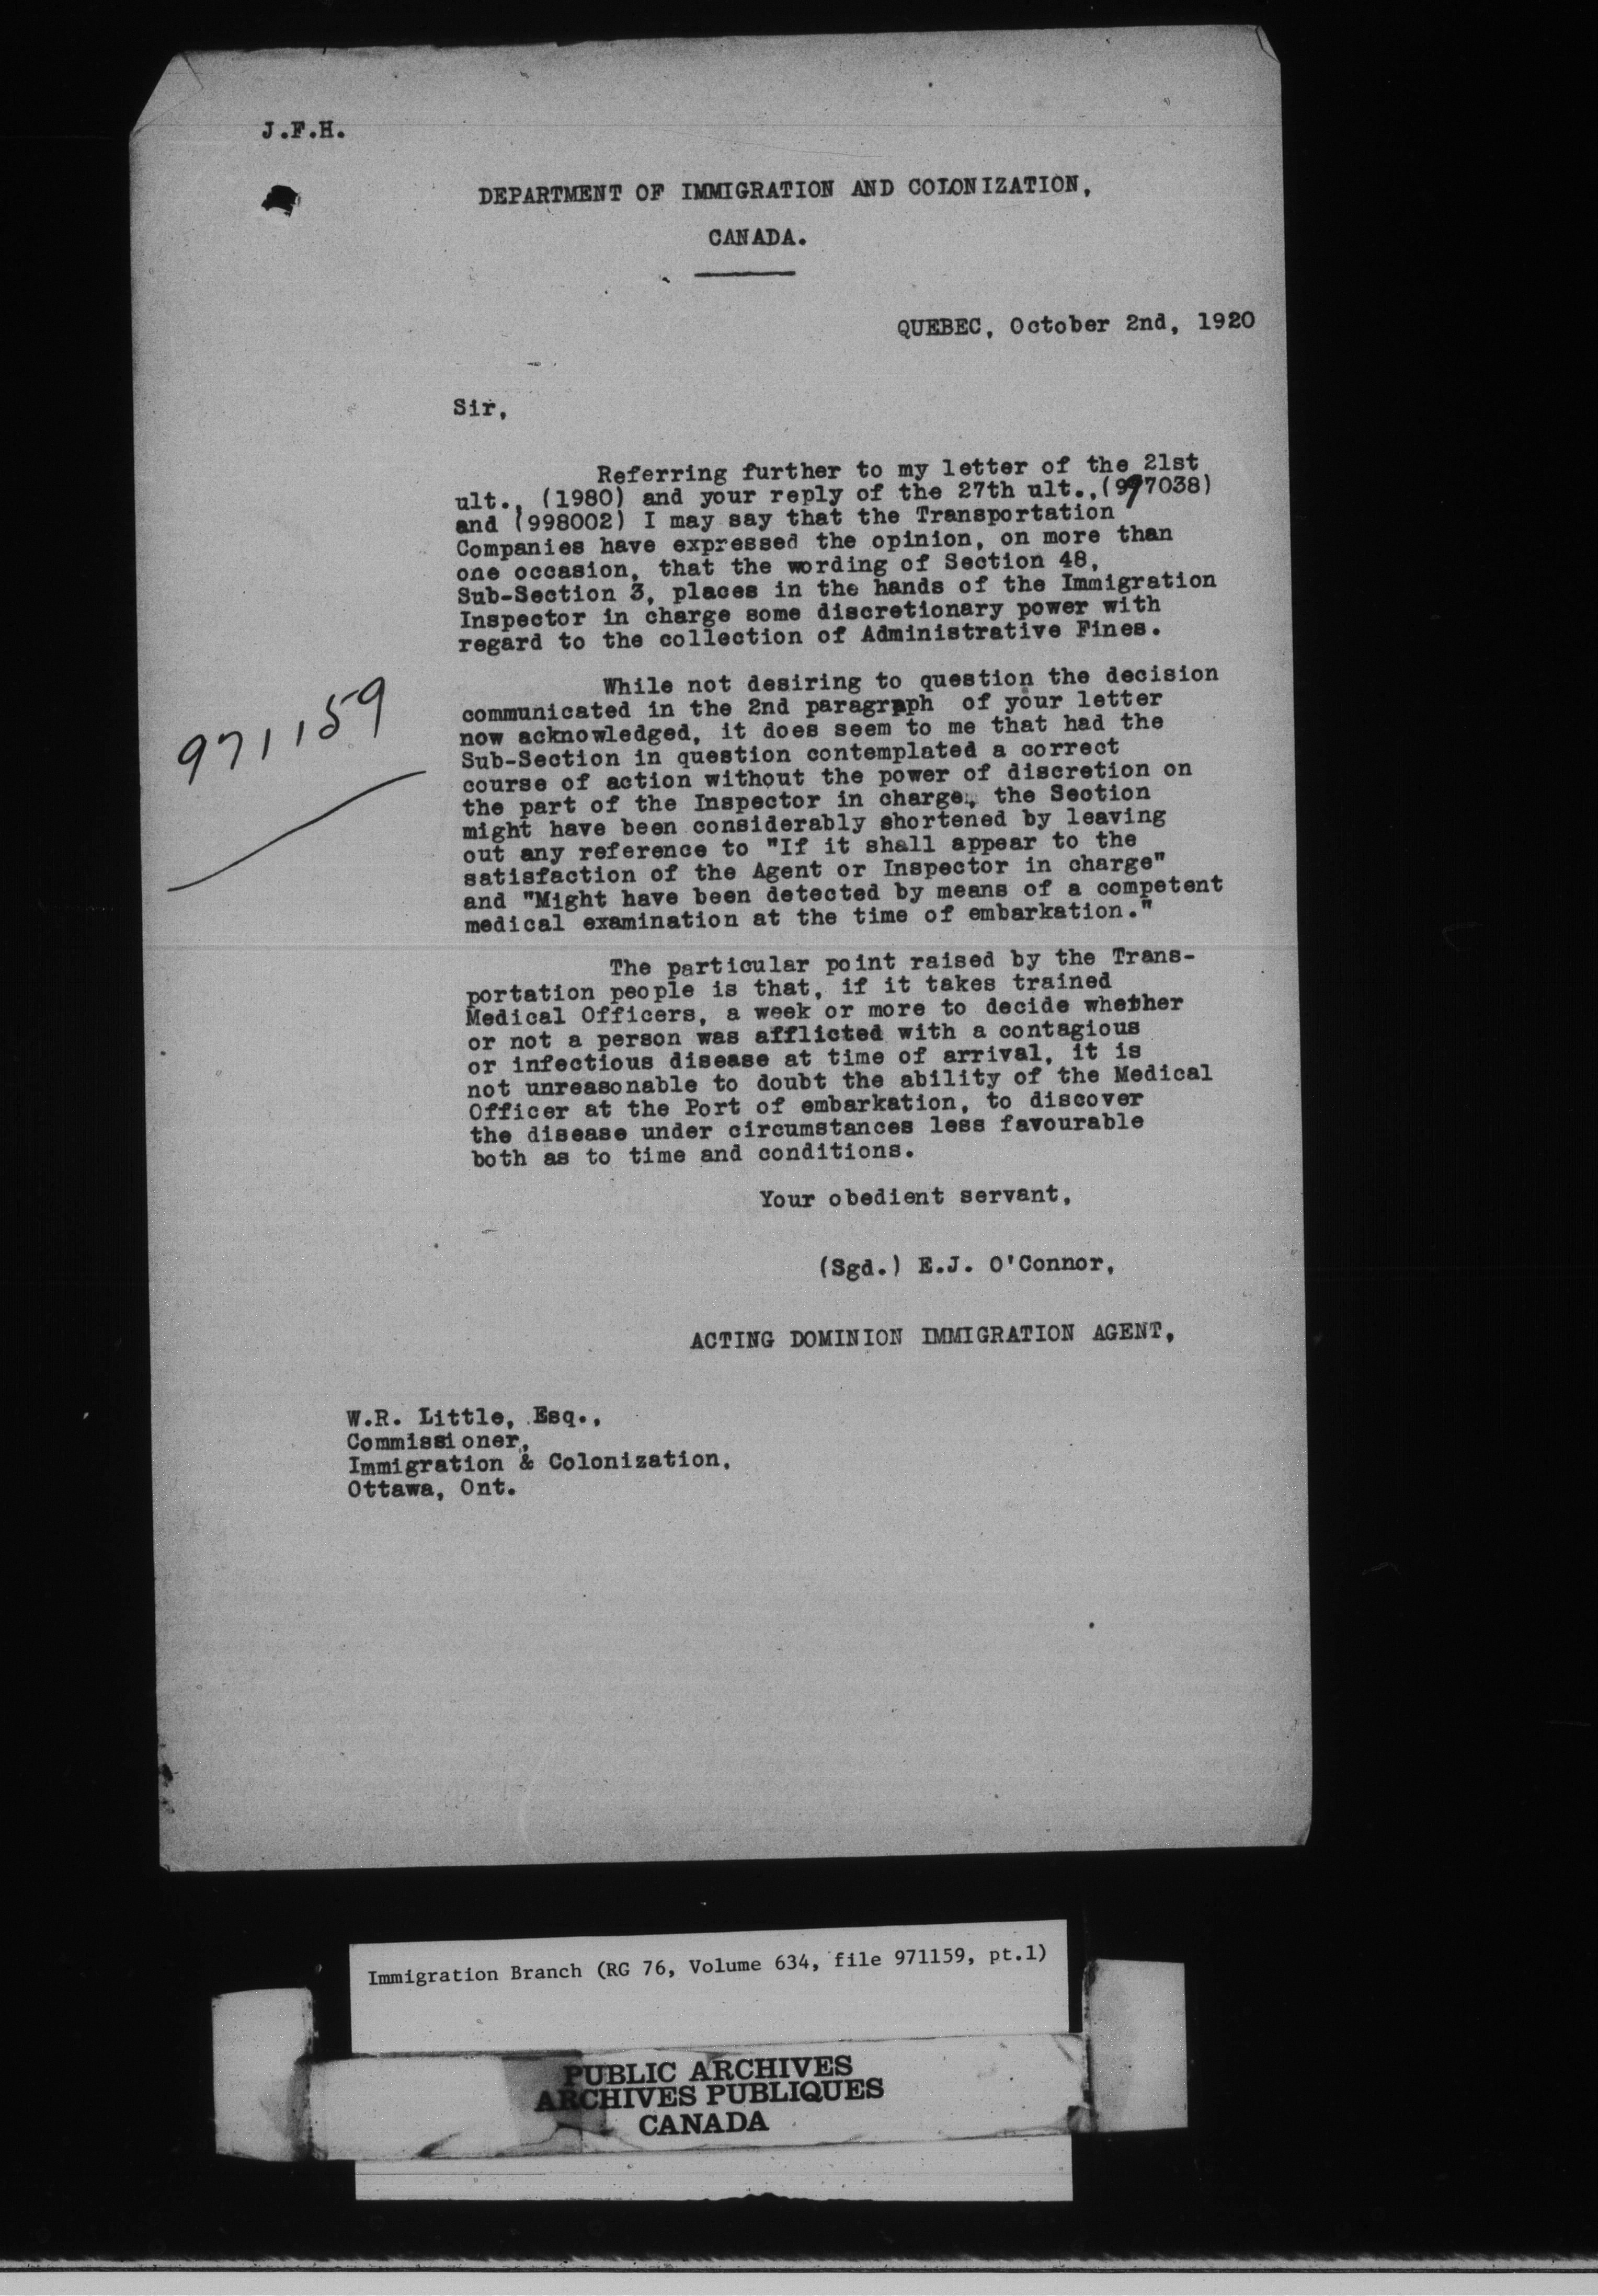 J.F.H.
DEPARTMENT OF IMMIGRATION AND COLONIZATION,
CANADA.
QUEBEC, October 2nd, 1920
Sir,
Referring further to my letter of the 21st
ult., (1980) and your reply of the 27th ult.,(997038)
and (998002) I may say that the Transportation
Companies have expressed the opinion, on more than
one occasion, that the wording of Section 48,
Sub-Section 3, places in the hands of the Immigration
Inspector in charge some discretionary power with
regard to the collection of Administrative Fines.
971159
While not desiring to question the decision
communicated in the 2nd paragraph of your letter
now acknowledged, it does seem to me that had the
Sub-Section in question contemplated a correct
course of action without the power of discretion on
the part of the Inspector in charge, the Section
might have been considerably shortened by leaving
out any reference to "If it shall appear to the
satisfaction of the Agent or Inspector in charge"
and "Might have been detected by means of a competent
medical examination at the time of embarkation."
The particular point raised by the Trans-
portation people is that, if it takes trained
Medical Officers, a week or more to decide whether
or not a person was afflicted with a contagious
or infectious disease at time of arrival, it is
not unreasonable to doubt the ability of the Medical
Officer at the Port of embarkation, to discover
the disease under circumstances less favourable
both as to time and conditions.
Your obedient servant,
(Sgd.) E.J. O'Connor,
ACTING DOMINION IMMIGRATION AGENT,
W.R. Little, Esq.,
Commissioner,
Immigration & Colonization,
Ottawa, Ont.
Immigration Branch (RG 76, Volume 634, file 971159, pt.1)
PUBLIC ARCHIVES
ARCHIVES PUBLIQUES
CANADA